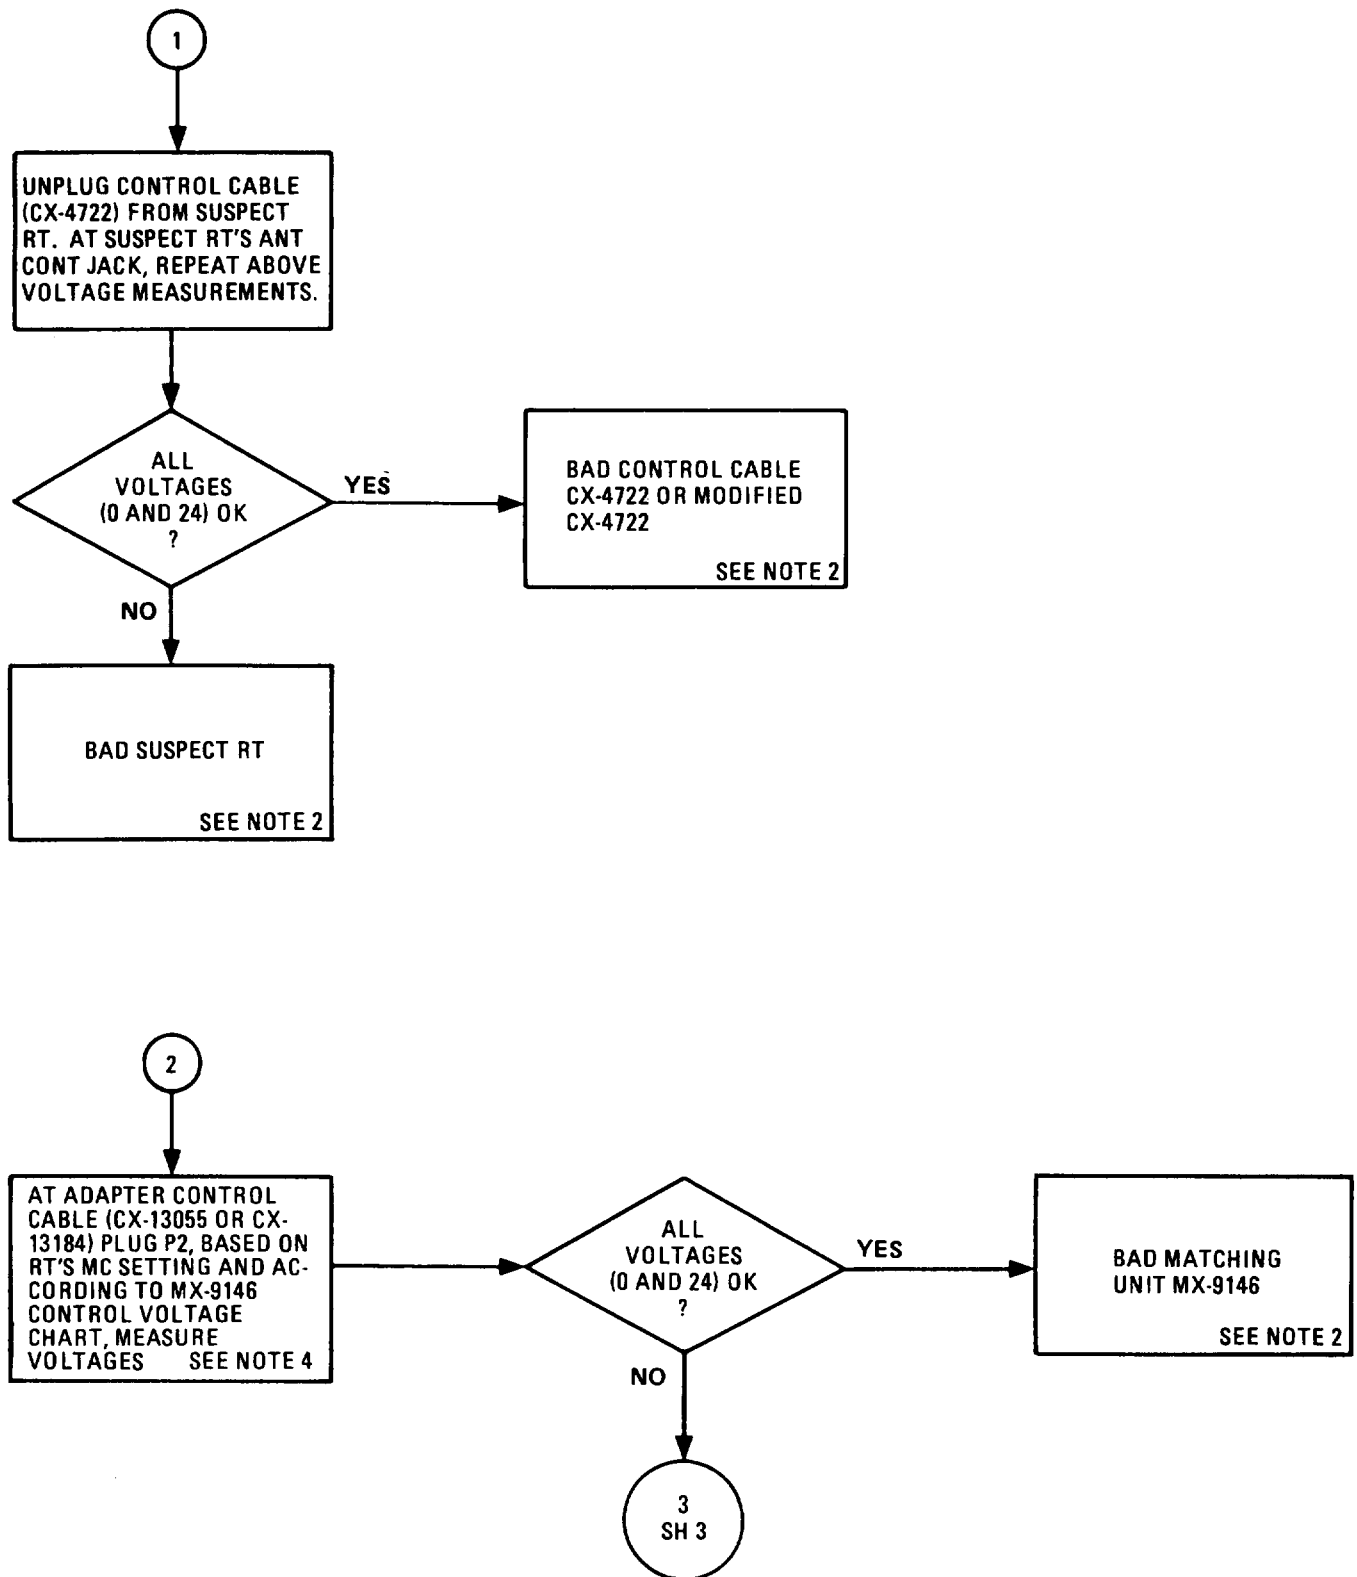 1
UNPLUG CONTROL CABLE
(CX-4722) FROM SUSPECT
RT. AT SUSPECT RT'S ANT
CONT JACK, REPEAT ABOVE
VOLTAGE MEASUREMENTS.
ALL
VOLTAGES
(0 AND 24) OK
?
YES
BAD CONTROL CABLE
CX-4722 OR MODIFIED
CX-4722
SEE NOTE 2
NO
BAD SUSPECT RT
SEE NOTE 2
2
AT ADAPTER CONTROL
CABLE (CX-13055 OR CX-
13184) PLUG P2, BASED ON
RT'S MC SETTING AND AC-
CORDING TO MX-9146
CONTROL VOLTAGE
CHART, MEASURE
VOLTAGES SEE NOTE 4
ALL
VOLTAGES
(0 AND 24) OK
?
YES
BAD MATCHING
UNIT MX-9146
SEE NOTE 2
NO
3
SH 3